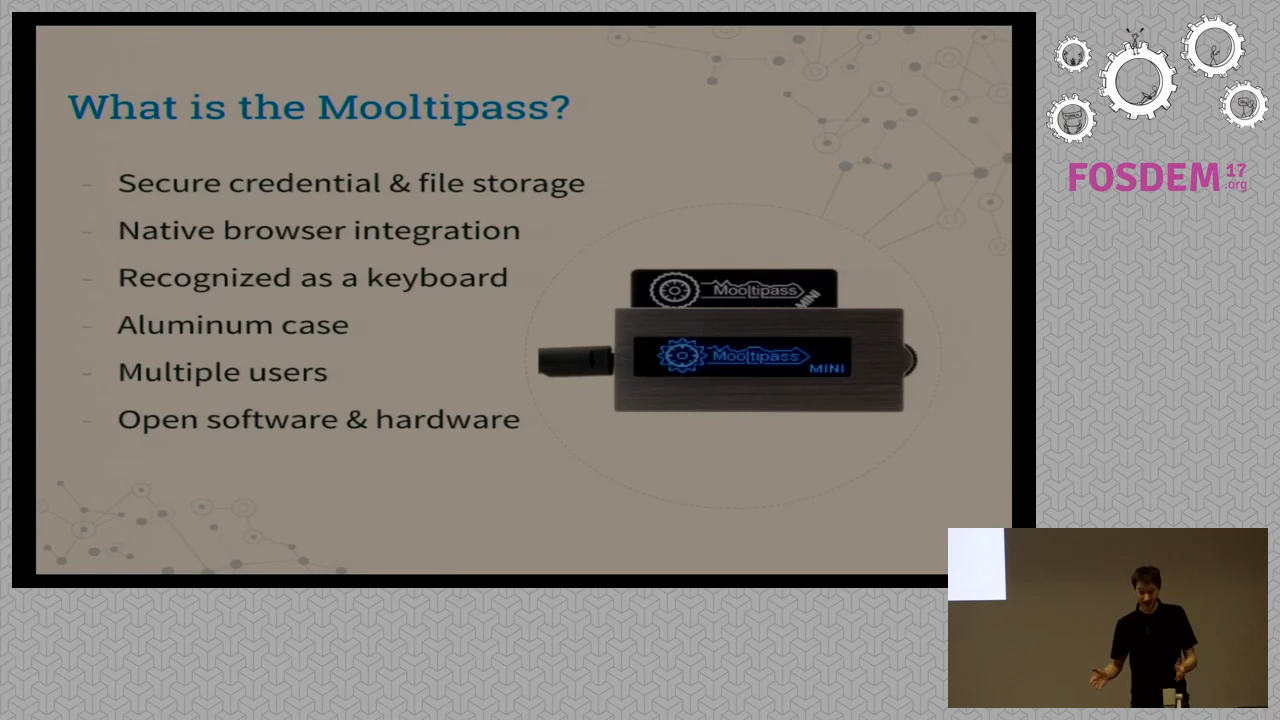 What is the Mooltipass?
- Secure credential & file storage
- Native browser integration
- Recognized as a keyboard
- Aluminum case
- Multiple users
- Open software & hardware
Mooltipass
MINI
Mooltipass
MINI
FOSDEM 17
.org